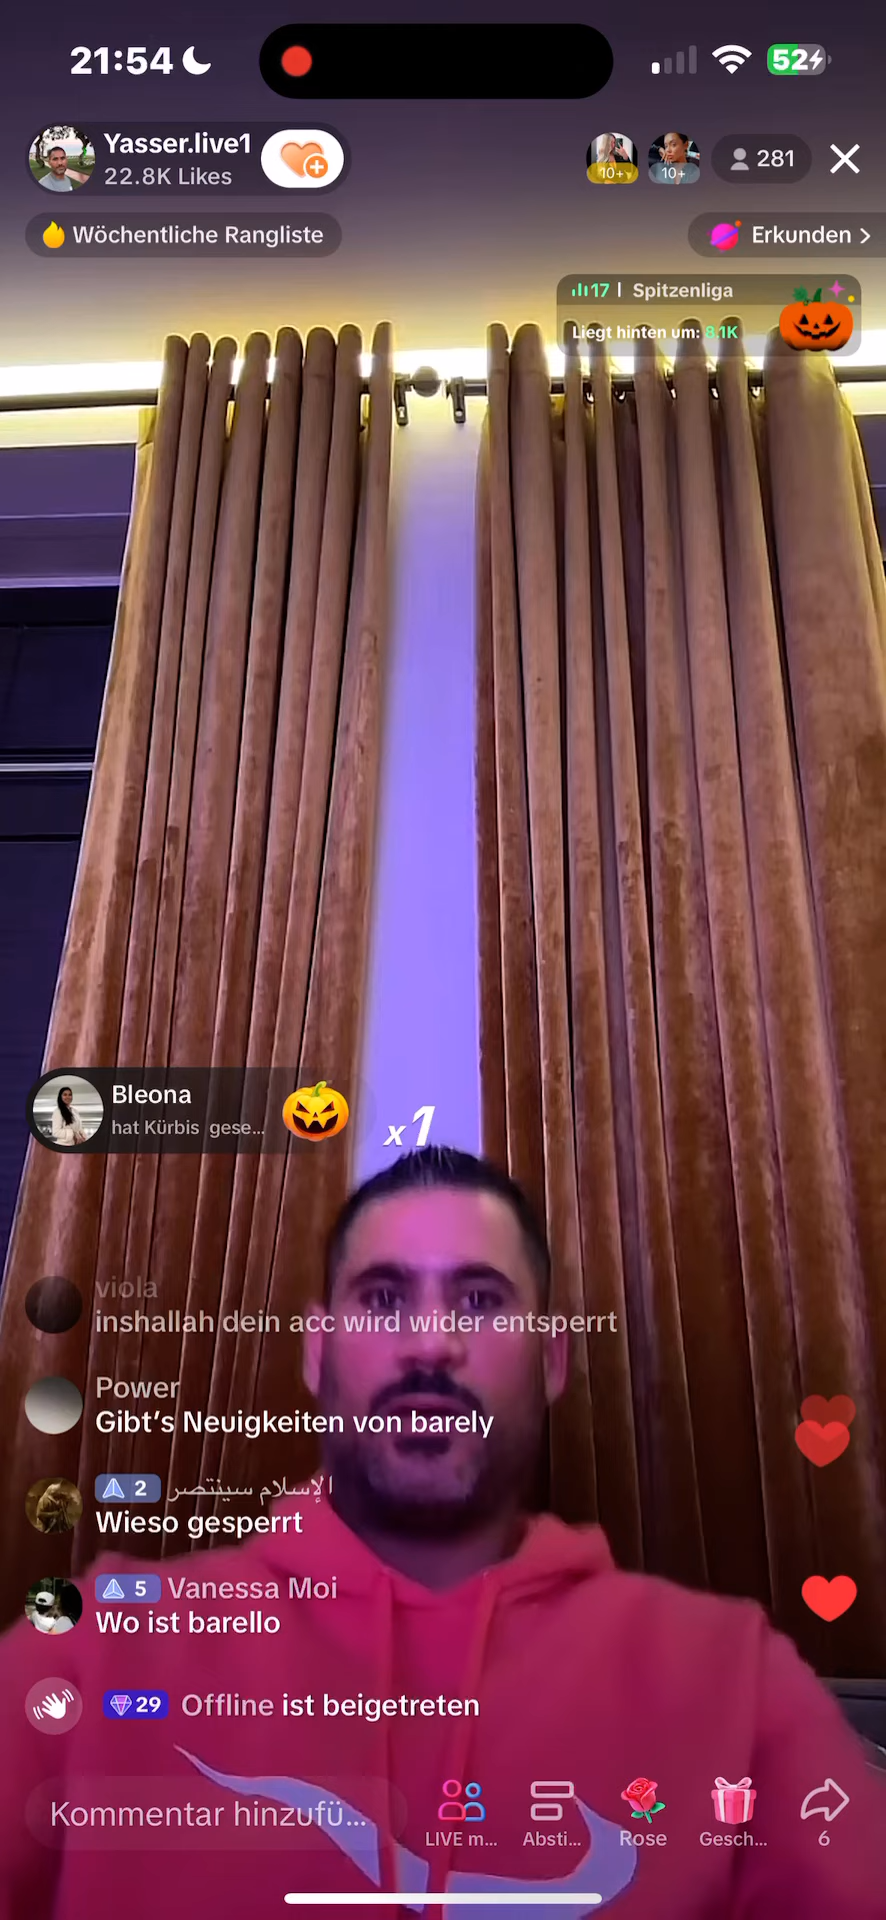 21:54
52
Yasser.live1
22.8K Likes
10+
10+
281
Wöchentliche Rangliste
Erkunden >
17 | Spitzenliga
Liegt hinten um: 8.1K
Bleona
hat Kürbis gese...
x1
viola
inshallah dein acc wird wider entsperrt
Power
Gibt's Neuigkeiten von barely
2 الإسلام سينتصر
Wieso gesperrt
5 Vanessa Moi
Wo ist barello
29 Offline ist beigetreten
Kommentar hinzufü...
LIVE m...
Absti...
Rose
Gesch...
6